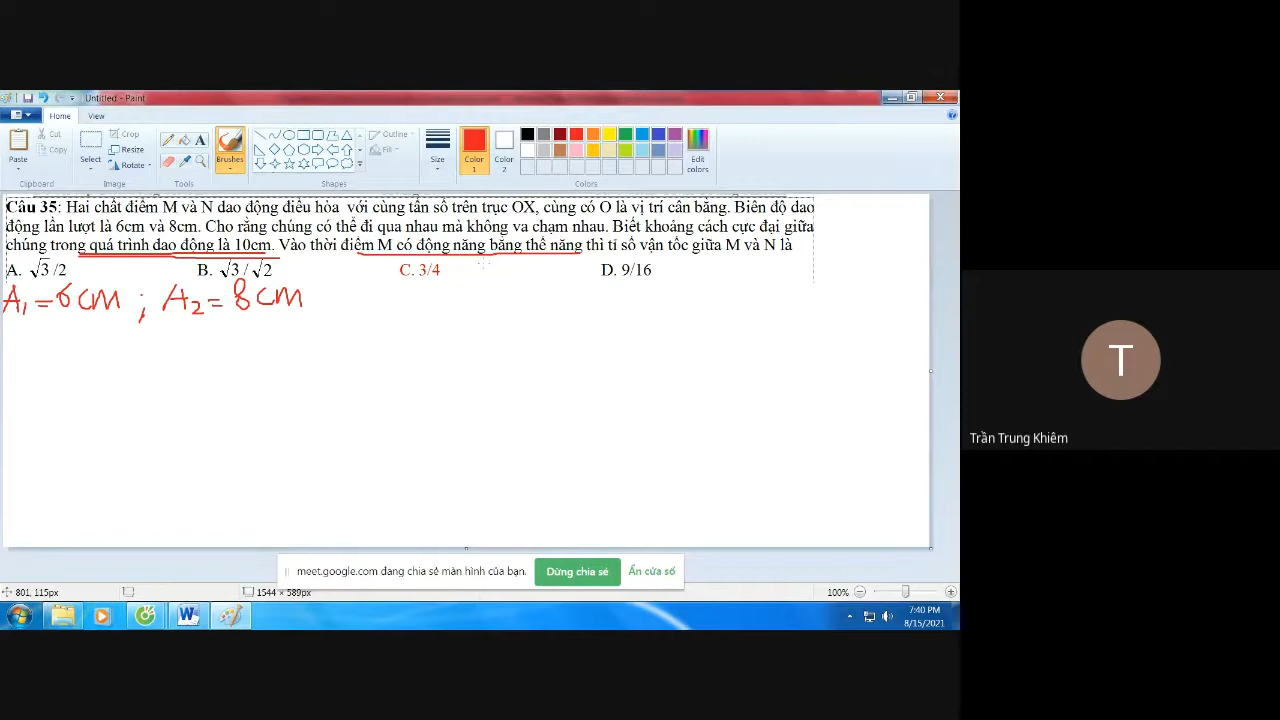 Untitled - Paint
Home
View
Paste
Cut
Copy
Clipboard
Select
Crop
Resize
Rotate
Image
Tools
Brushes
Shapes
Outline
Fill
Size
Color
1
Color
2
Edit
colors
Colors
Câu 35: Hai chất điểm M và N dao động điều hòa với cùng tần số trên trục OX, cùng có O là vị trí cân bằng. Biên độ dao
động lần lượt là 6cm và 8cm. Cho rằng chúng có thể đi qua nhau mà không va chạm nhau. Biết khoảng cách cực đại giữa
chúng trong quá trình dao động là 10cm. Vào thời điểm M có động năng bằng thế năng thì tỉ số vận tốc giữa M và N là
A. √3/2 B. √3/√2 C. 3/4 D. 9/16
A₁=6cm ; A₂=8cm
T
Trần Trung Khiêm
meet.google.com đang chia sẻ màn hình của bạn.
Dừng chia sẻ
Ẩn cửa sổ
801, 115px
1544 × 589px
100%
7:40 PM
8/15/2021